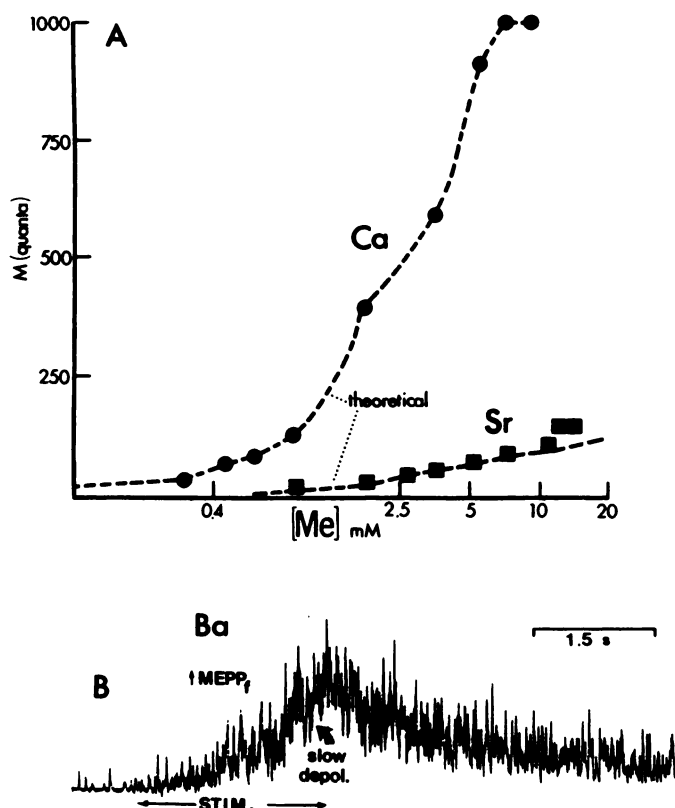 A
1000
750
500
250
M (quanta)
Ca
theoretical
Sr
0.4
2.5
5
10
20
[Me] mM
Ba
1.5 s
B
↑MEPPf
slow
depol.
STIM.